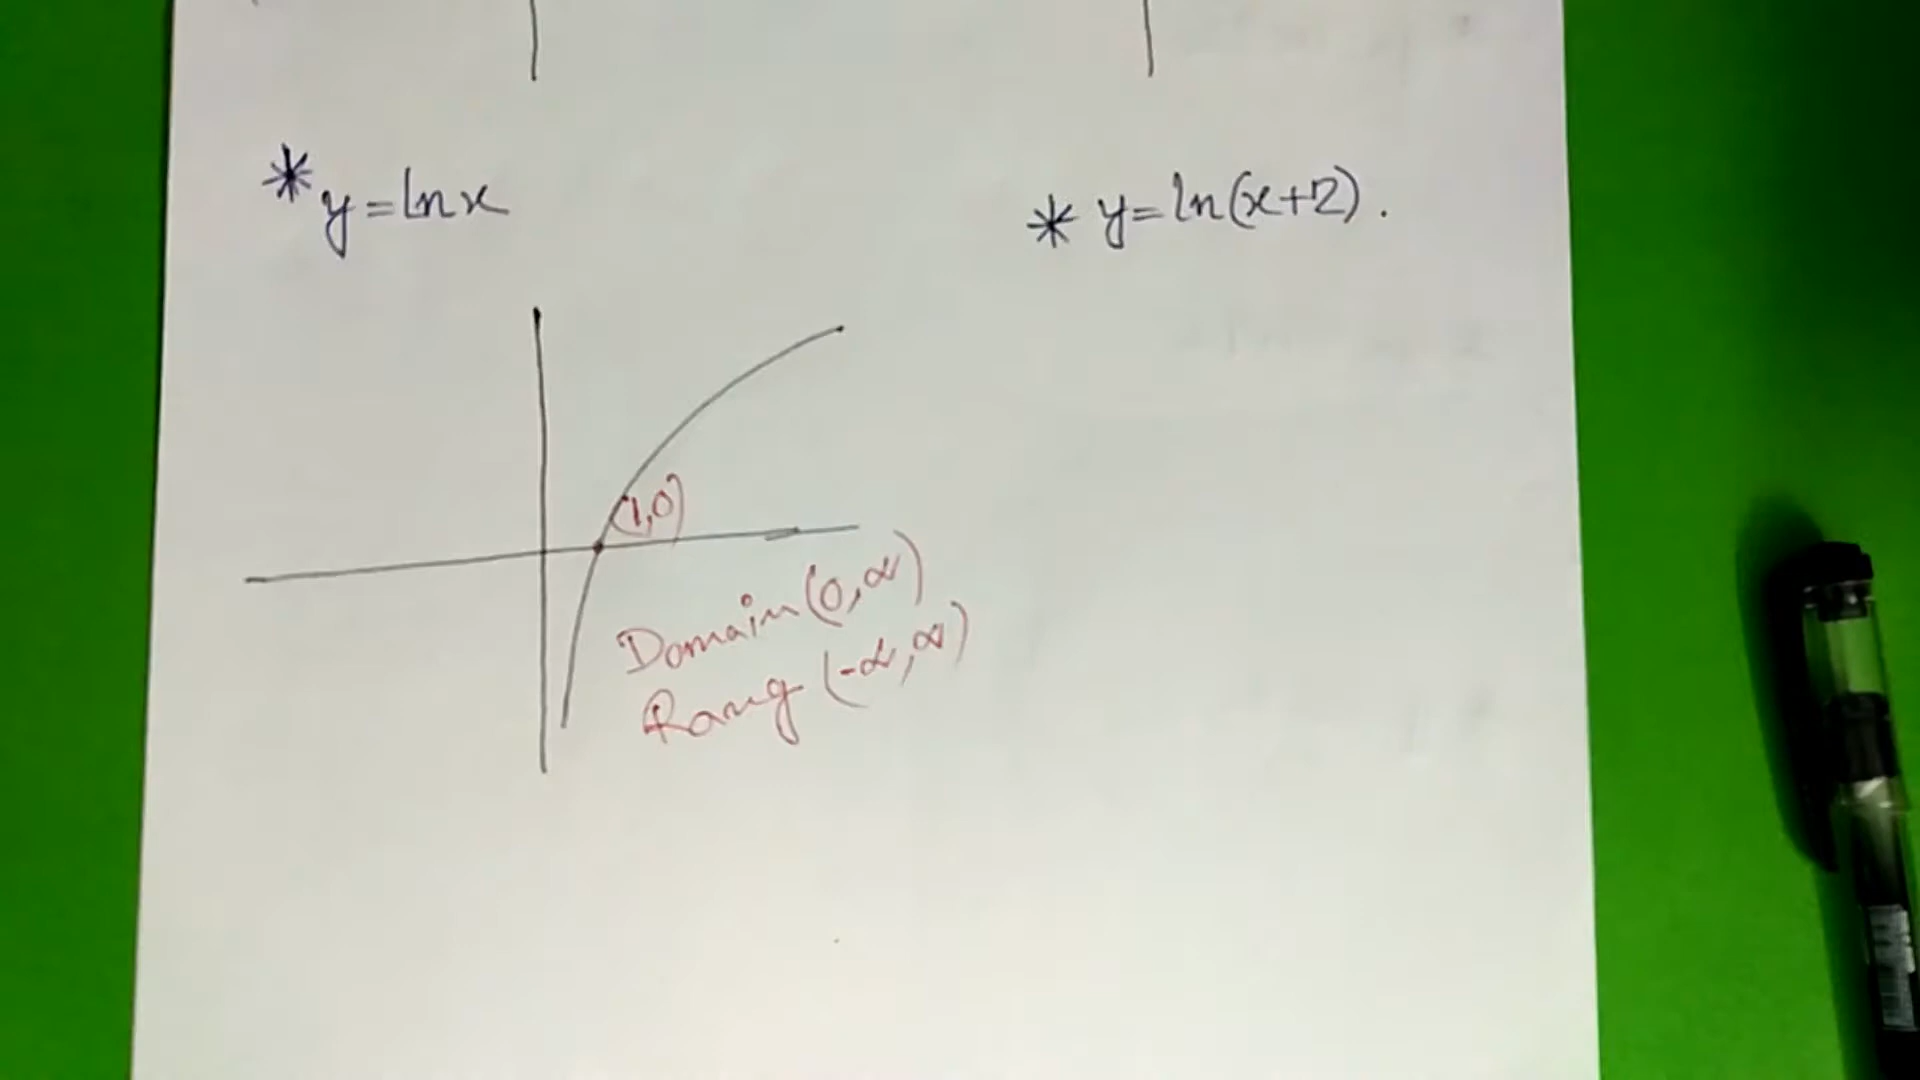 * y = ln x
* y = ln(x+2).
(1,0)
Domain (0, ∞)
Rang (-∞, ∞)